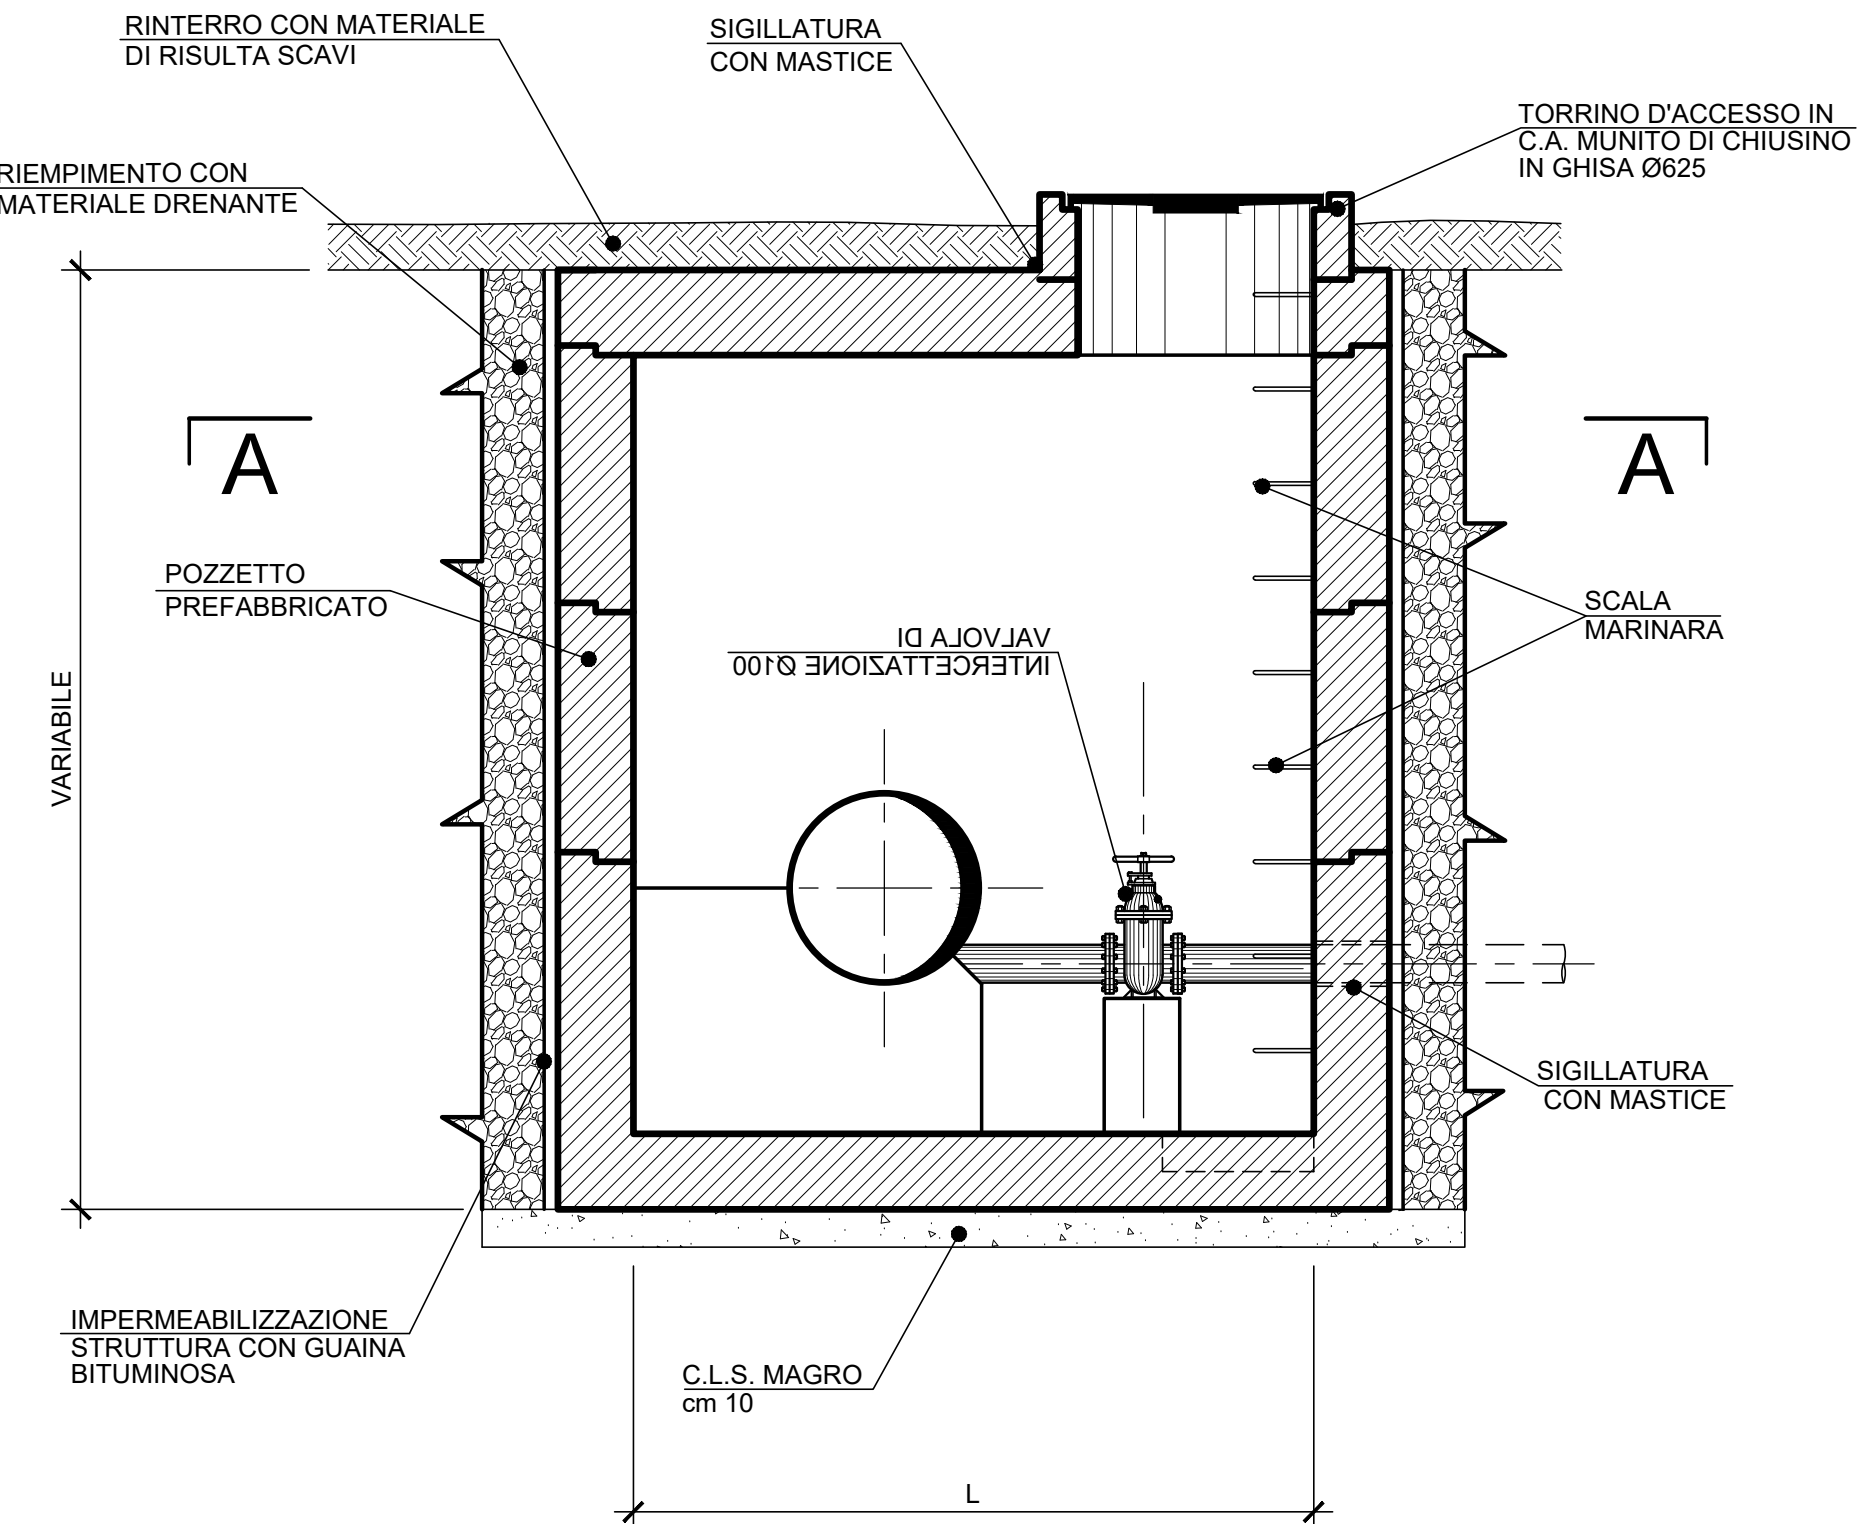 RINTERRO CON MATERIALE
DI RISULTA SCAVI
SIGILLATURA
CON MASTICE
TORRINO D'ACCESSO IN
C.A. MUNITO DI CHIUSINO
IN GHISA Ø625
RIEMPIMENTO CON
MATERIALE DRENANTE
A
A
POZZETTO
PREFABBRICATO
SCALA
MARINARA
VALVOLA DI
INTERCETTAZIONE Ø100
VARIABILE
SIGILLATURA
CON MASTICE
IMPERMEABILIZZAZIONE
STRUTTURA CON GUAINA
BITUMINOSA
C.L.S. MAGRO
cm 10
L